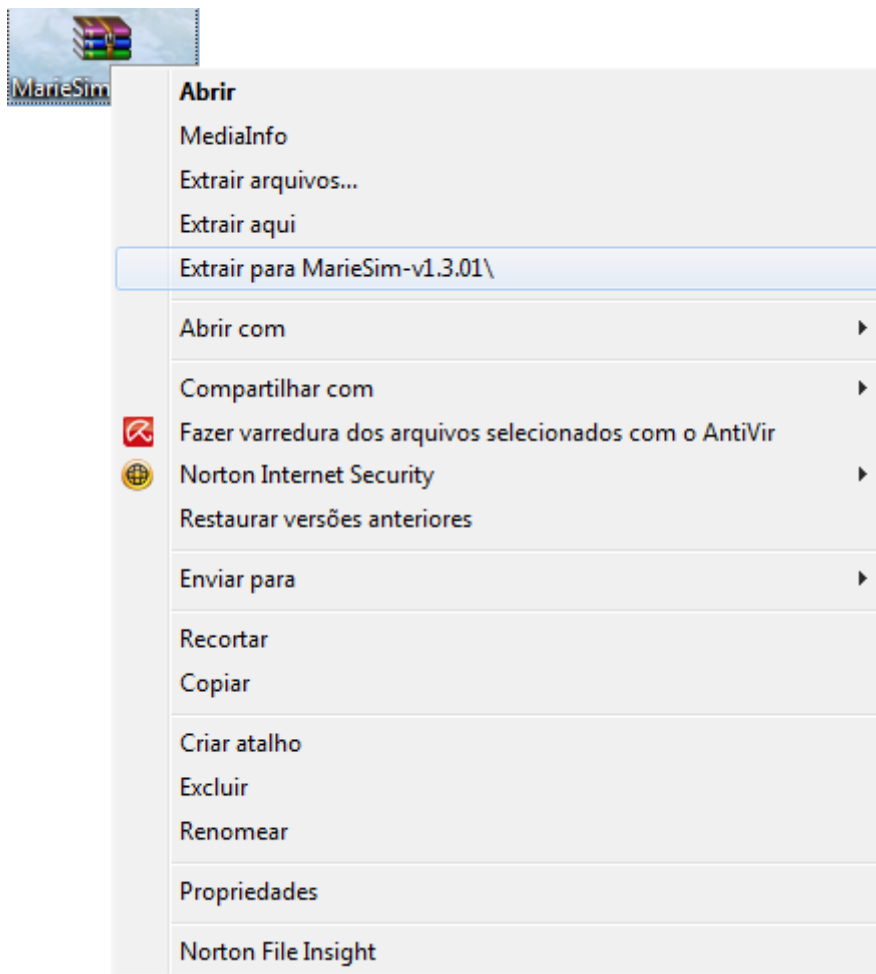 MarieSim
Abrir
MediaInfo
Extrair arquivos...
Extrair aqui
Extrair para MarieSim-v1.3.01\
Abrir com
Compartilhar com
Fazer varredura dos arquivos selecionados com o AntiVir
Norton Internet Security
Restaurar versões anteriores
Enviar para
Recortar
Copiar
Criar atalho
Excluir
Renomear
Propriedades
Norton File Insight